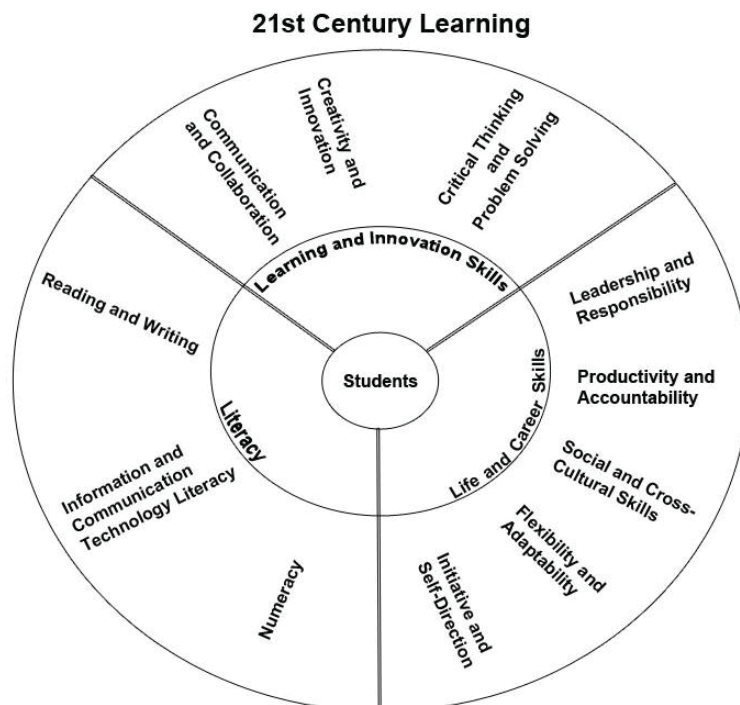 21st Century Learning
Communication
and Collaboration
Creativity and
Innovation
Critical Thinking
and
Problem Solving
Learning and Innovation Skills
Reading and Writing
Information and
Communication
Technology Literacy
Numeracy
Literacy
Students
Life and Career Skills
Leadership and
Responsibility
Productivity and
Accountability
Social and Cross-
Cultural Skills
Flexibility and
Adaptability
Initiative and
Self-Direction